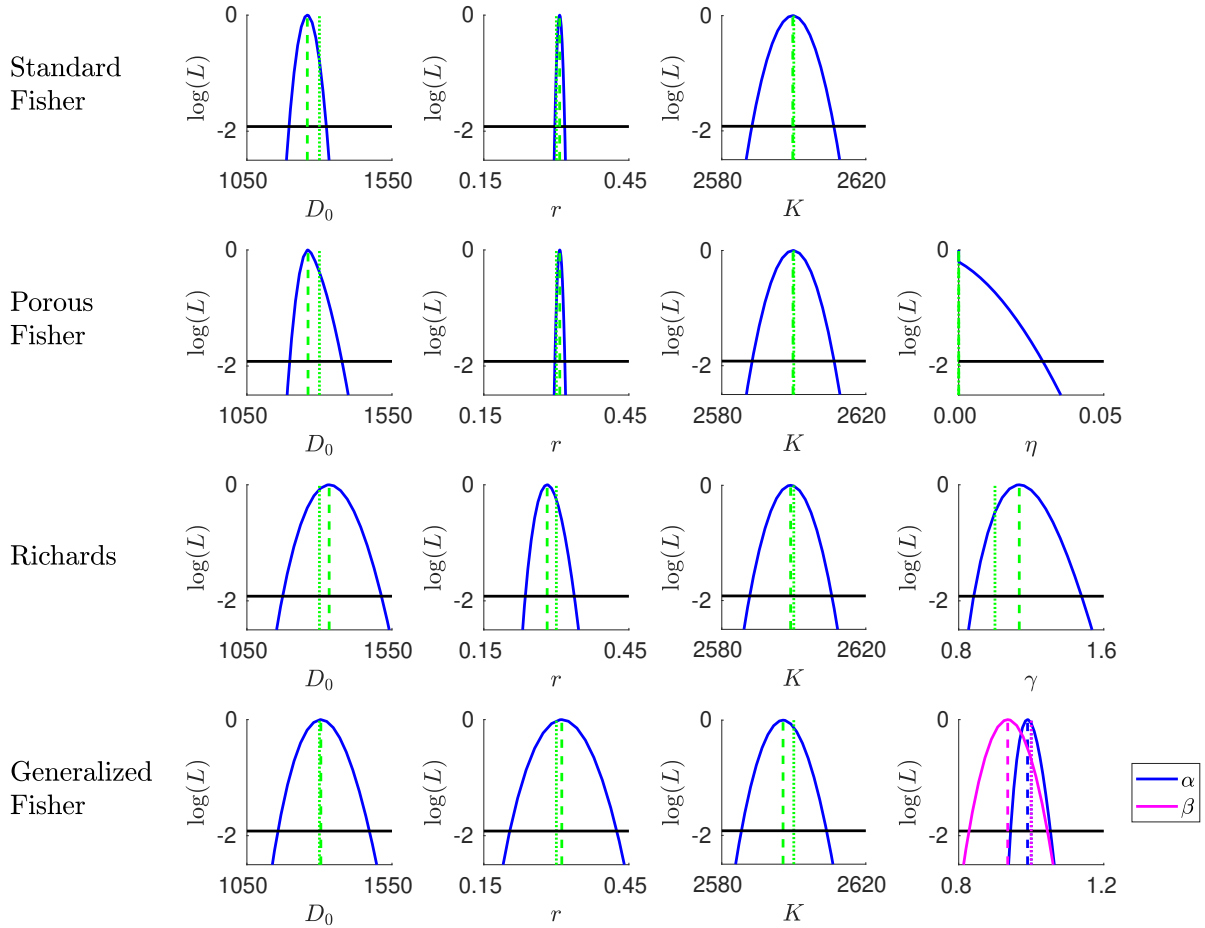 Standard
Fisher
log(L)
0
-2
1050 1550
D₀
log(L)
0
-2
0.15 0.45
r
log(L)
0
-2
2580 2620
K
Porous
Fisher
log(L)
0
-2
1050 1550
D₀
log(L)
0
-2
0.15 0.45
r
log(L)
0
-2
2580 2620
K
log(L)
0
-2
0.00 0.05
η
Richards
log(L)
0
-2
1050 1550
D₀
log(L)
0
-2
0.15 0.45
r
log(L)
0
-2
2580 2620
K
log(L)
0
-2
0.8 1.6
γ
Generalized
Fisher
log(L)
0
-2
1050 1550
D₀
log(L)
0
-2
0.15 0.45
r
log(L)
0
-2
2580 2620
K
log(L)
0
-2
0.8 1.2
α
β